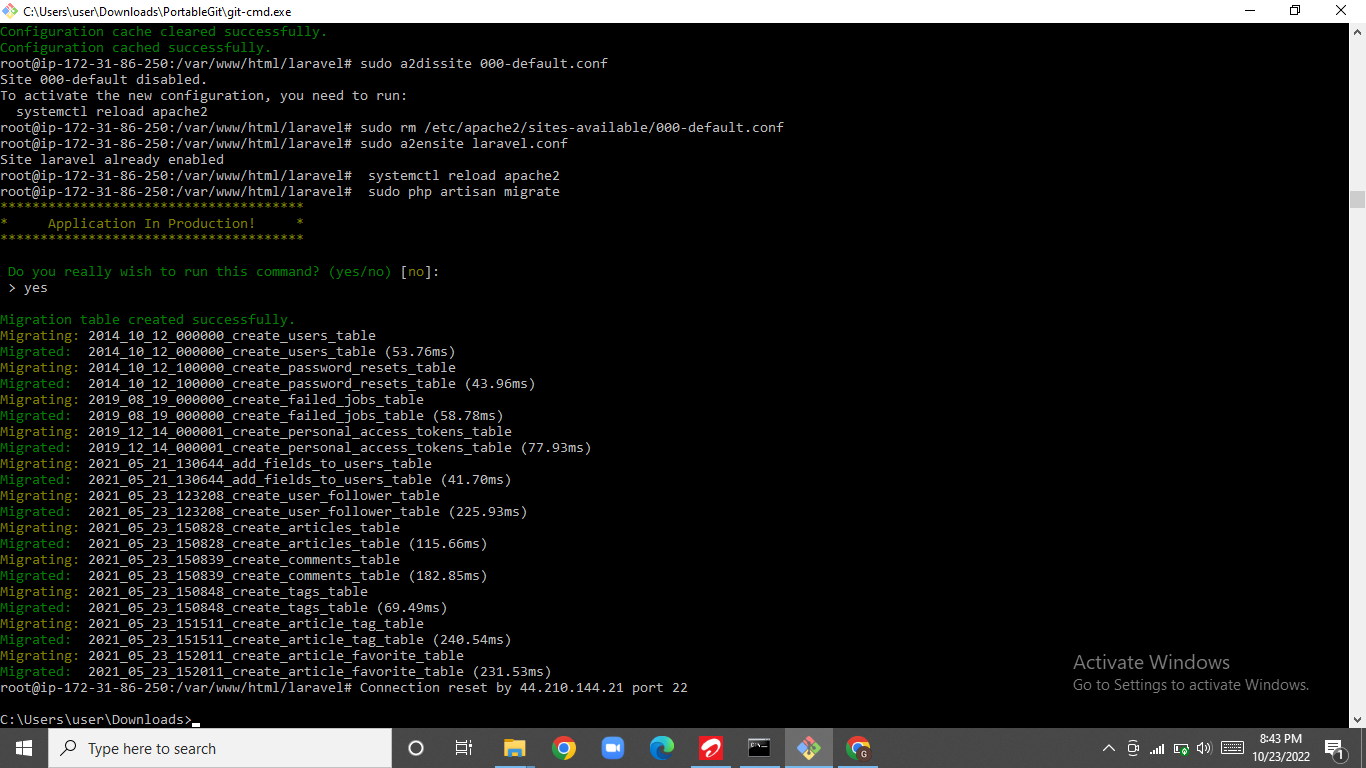 C:\Users\user\Downloads\PortableGit\git-cmd.exe
Configuration cache cleared successfully.
Configuration cached successfully.
root@ip-172-31-86-250:/var/www/html/laravel# sudo a2dissite 000-default.conf
Site 000-default disabled.
To activate the new configuration, you need to run:
  systemctl reload apache2
root@ip-172-31-86-250:/var/www/html/laravel# sudo rm /etc/apache2/sites-available/000-default.conf
root@ip-172-31-86-250:/var/www/html/laravel# sudo a2ensite laravel.conf
Site laravel already enabled
root@ip-172-31-86-250:/var/www/html/laravel#  systemctl reload apache2
root@ip-172-31-86-250:/var/www/html/laravel#  sudo php artisan migrate
**************************************
*     Application In Production!     *
**************************************
 Do you really wish to run this command? (yes/no) [no]:
 > yes
Migration table created successfully.
Migrating: 2014_10_12_000000_create_users_table
Migrated:  2014_10_12_000000_create_users_table (53.76ms)
Migrating: 2014_10_12_100000_create_password_resets_table
Migrated:  2014_10_12_100000_create_password_resets_table (43.96ms)
Migrating: 2019_08_19_000000_create_failed_jobs_table
Migrated:  2019_08_19_000000_create_failed_jobs_table (58.78ms)
Migrating: 2019_12_14_000001_create_personal_access_tokens_table
Migrated:  2019_12_14_000001_create_personal_access_tokens_table (77.93ms)
Migrating: 2021_05_21_130644_add_fields_to_users_table
Migrated:  2021_05_21_130644_add_fields_to_users_table (41.70ms)
Migrating: 2021_05_23_123208_create_user_follower_table
Migrated:  2021_05_23_123208_create_user_follower_table (225.93ms)
Migrating: 2021_05_23_150828_create_articles_table
Migrated:  2021_05_23_150828_create_articles_table (115.66ms)
Migrating: 2021_05_23_150839_create_comments_table
Migrated:  2021_05_23_150839_create_comments_table (182.85ms)
Migrating: 2021_05_23_150848_create_tags_table
Migrated:  2021_05_23_150848_create_tags_table (69.49ms)
Migrating: 2021_05_23_151511_create_article_tag_table
Migrated:  2021_05_23_151511_create_article_tag_table (240.54ms)
Migrating: 2021_05_23_152011_create_article_favorite_table
Migrated:  2021_05_23_152011_create_article_favorite_table (231.53ms)
root@ip-172-31-86-250:/var/www/html/laravel# Connection reset by 44.210.144.21 port 22
C:\Users\user\Downloads>
Activate Windows
Go to Settings to activate Windows.
Type here to search
8:43 PM
10/23/2022
1